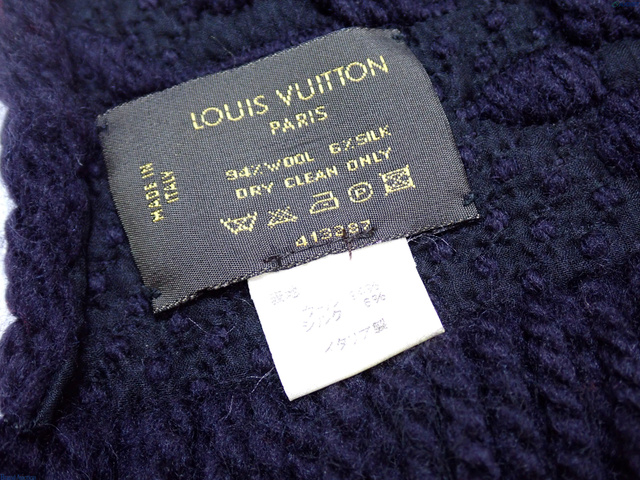 LOUIS VUITTON
PARIS
MADE IN
ITALY
94% WOOL 6% SILK
DRY CLEAN ONLY
シルク 6%
イタリア製